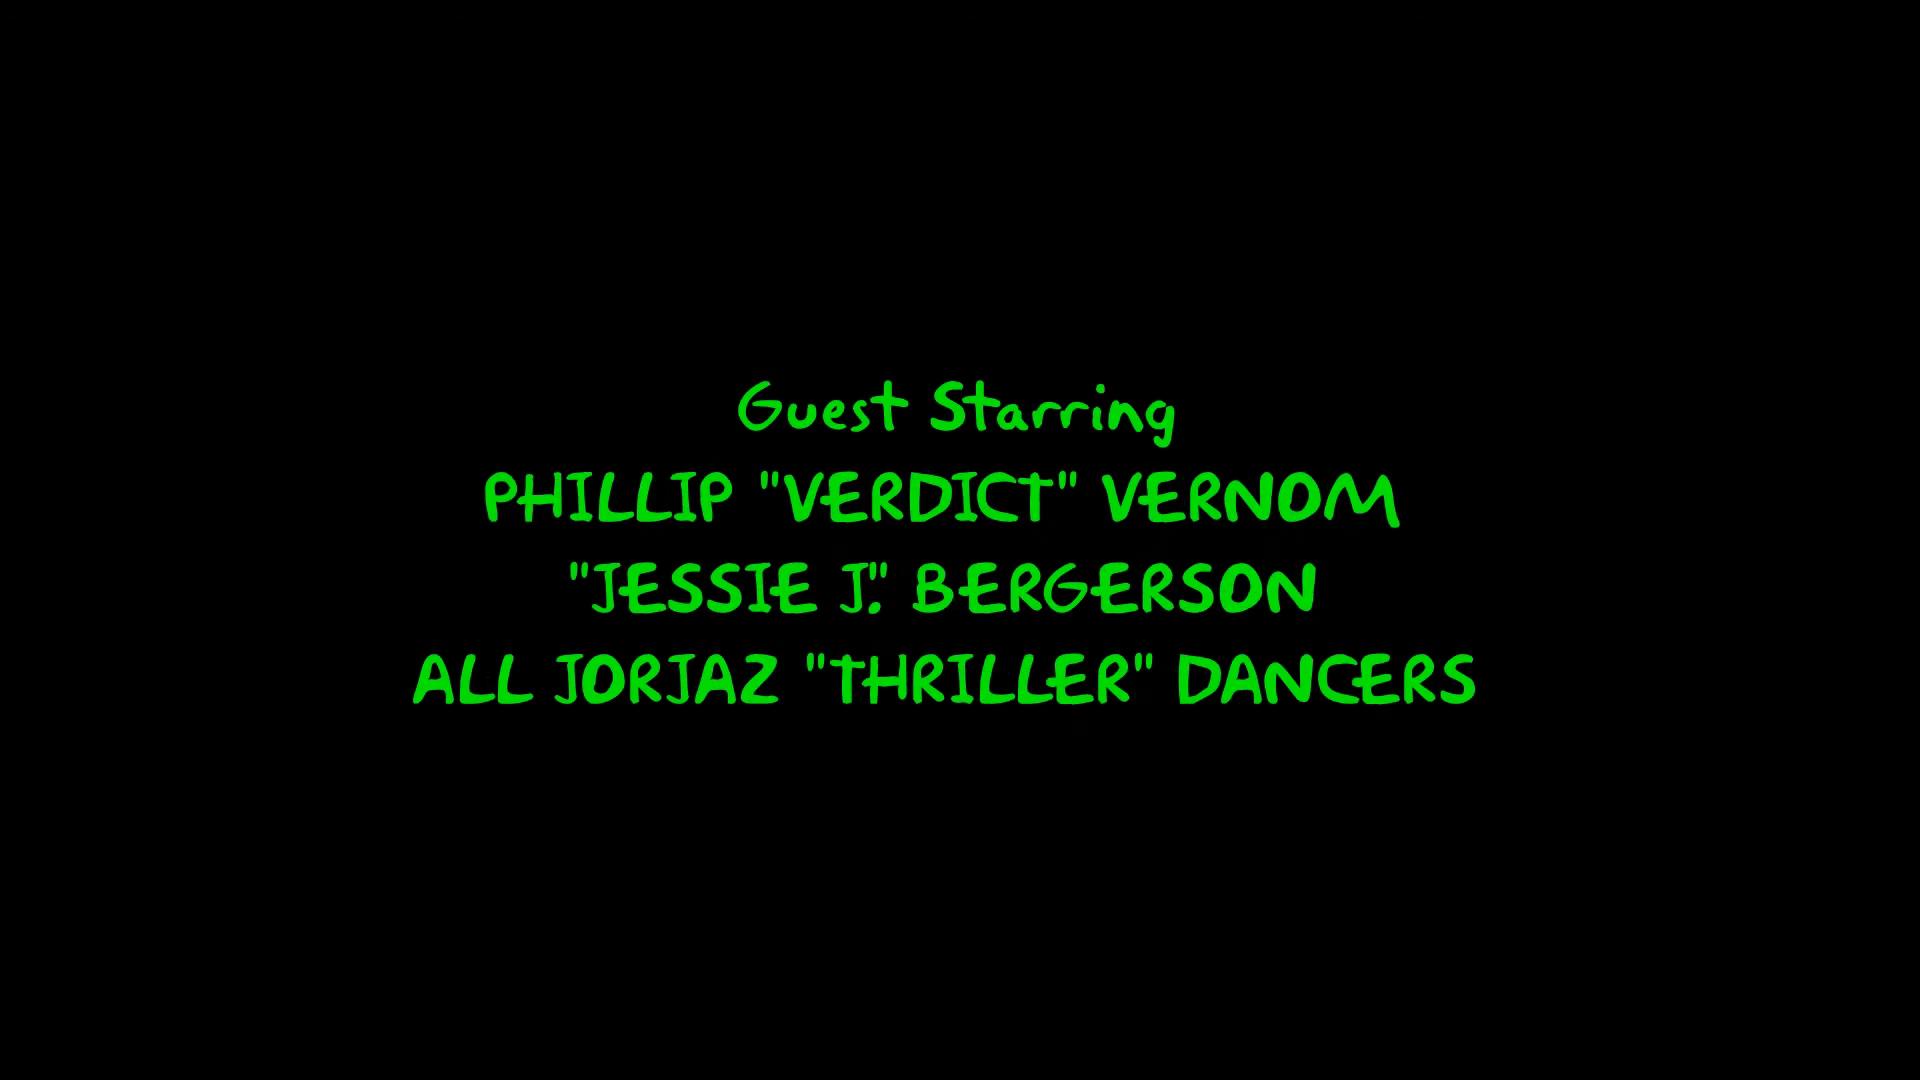 Guest Starring
PHILLIP "VERDICT" VERNOM
"JESSIE J." BERGERSON
ALL JORJAZ "THRILLER" DANCERS